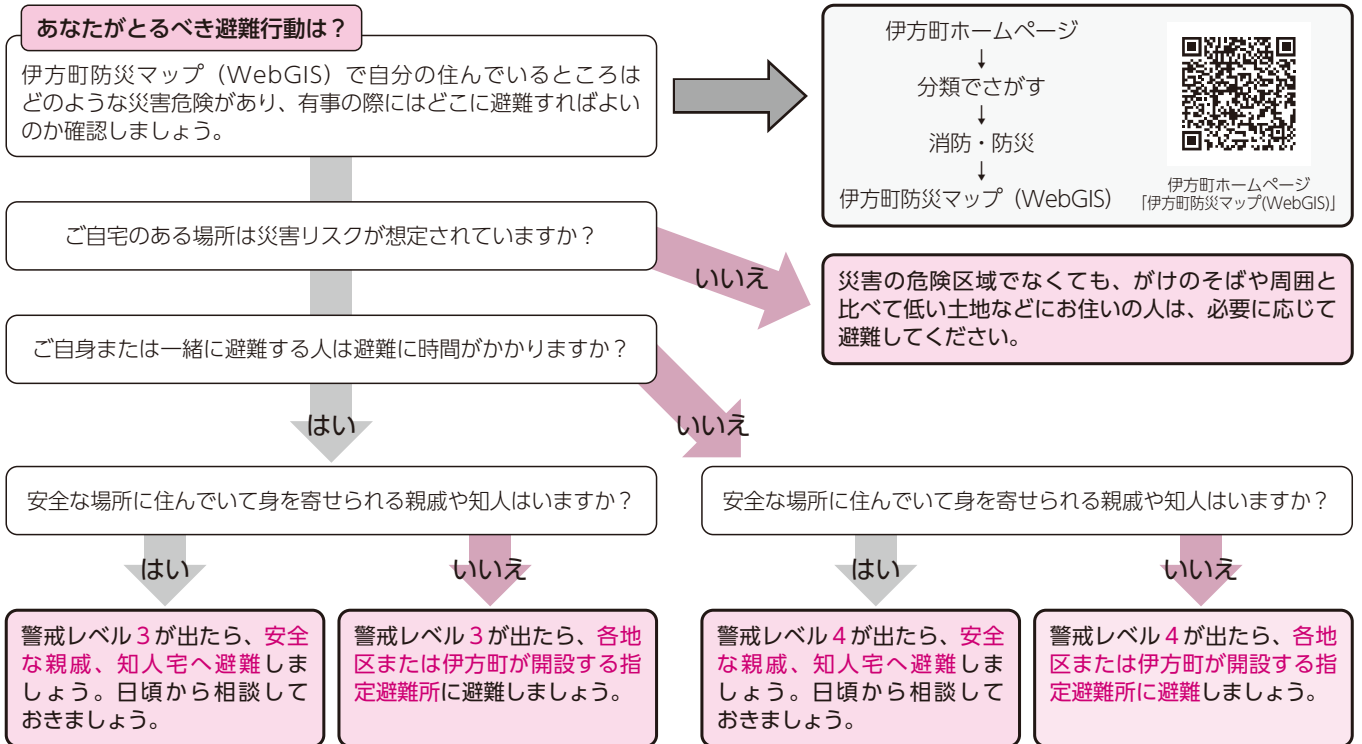 あなたがとるべき避難行動は？
伊方町防災マップ（WebGIS）で自分の住んでいるところは
どのような災害危険があり、有事の際にはどこに避難すればよい
のか確認しましょう。
伊方町ホームページ
↓
分類でさがす
↓
消防・防災
↓
伊方町防災マップ（WebGIS）
伊方町ホームページ
「伊方町防災マップ(WebGIS)」
ご自宅のある場所は災害リスクが想定されていますか？
いいえ
災害の危険区域でなくても、がけのそばや周囲と
比べて低い土地などにお住いの人は、必要に応じて
避難してください。
ご自身または一緒に避難する人は避難に時間がかかりますか？
はい
いいえ
安全な場所に住んでいて身を寄せられる親戚や知人はいますか？
はい
いいえ
警戒レベル３が出たら、安全
な親戚、知人宅へ避難しま
しょう。日頃から相談して
おきましょう。
警戒レベル３が出たら、各地
区または伊方町が開設する指
定避難所に避難しましょう。
安全な場所に住んでいて身を寄せられる親戚や知人はいますか？
はい
いいえ
警戒レベル４が出たら、安全
な親戚、知人宅へ避難しま
しょう。日頃から相談して
おきましょう。
警戒レベル４が出たら、各地
区または伊方町が開設する指
定避難所に避難しましょう。